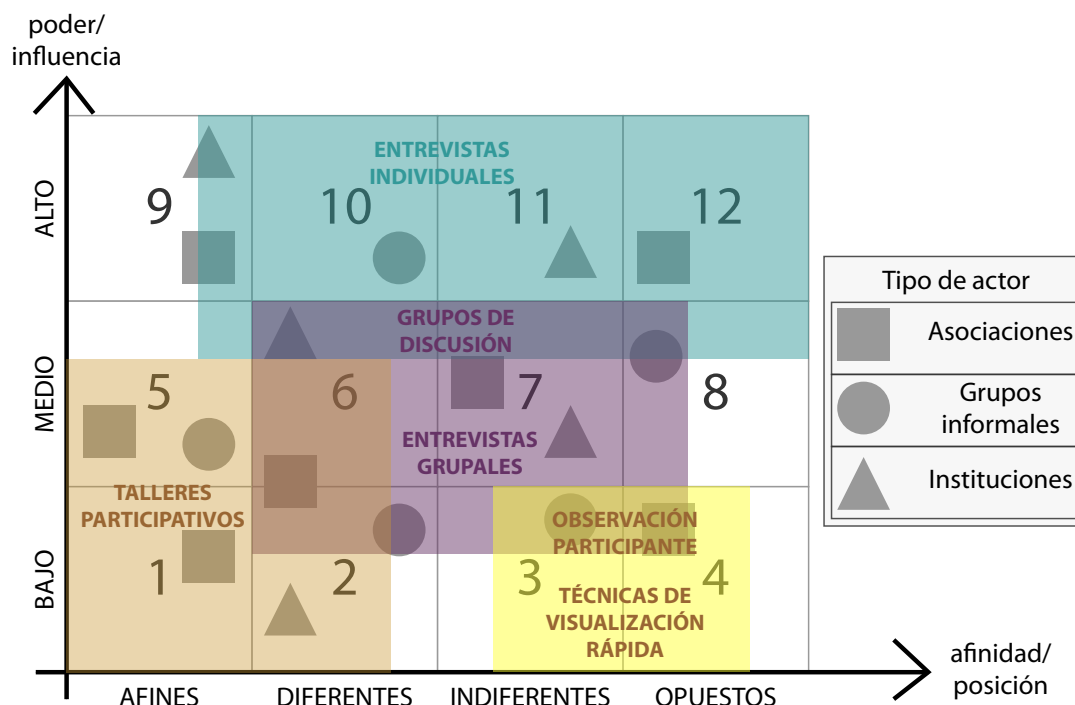 poder/
influencia
ALTO
MEDIO
BAJO
ENTREVISTAS
INDIVIDUALES
9
10
11
12
GRUPOS DE
DISCUSIÓN
5
6
7
8
ENTREVISTAS
GRUPALES
TALLERES
PARTICIPATIVOS
OBSERVACIÓN
PARTICIPANTE
1
2
3
4
TÉCNICAS DE
VISUALIZACIÓN
RÁPIDA
AFINES
DIFERENTES
INDIFERENTES
OPUESTOS
afinidad/
posición
Tipo de actor
Asociaciones
Grupos
informales
Instituciones